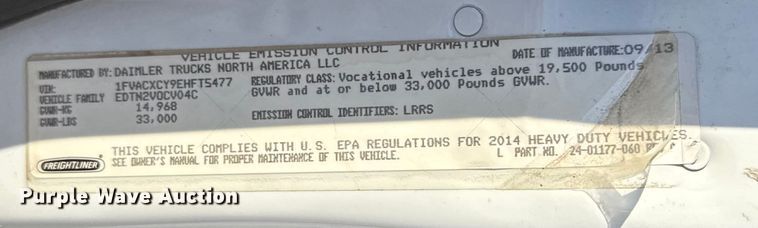 VEHICLE EMISSION CONTROL INFORMATION
DATE OF MANUFACTURE:09/13
MANUFACTURED BY:DAIMLER TRUCKS NORTH AMERICA LLC
VIN: 1FVACXCY9EHFT5477
REGULATORY CLASS:Vocational vehicles above 19,500 Pounds
VEHICLE FAMILY EDTN2VOCV04C
GVWR and at or below 33,000 Pounds GVWR.
GVWR-KG 14,968
GVWR-LBS 33,000
EMISSION CONTROL IDENTIFIERS: LRRS
THIS VEHICLE COMPLIES WITH U.S. EPA REGULATIONS FOR 2014 HEAVY DUTY VEHICLES.
FREIGHTLINER
SEE OWNER'S MANUAL FOR PROPER MAINTENANCE OF THIS VEHICLE.
L PART NO. 24-01177-060
Purple Wave Auction